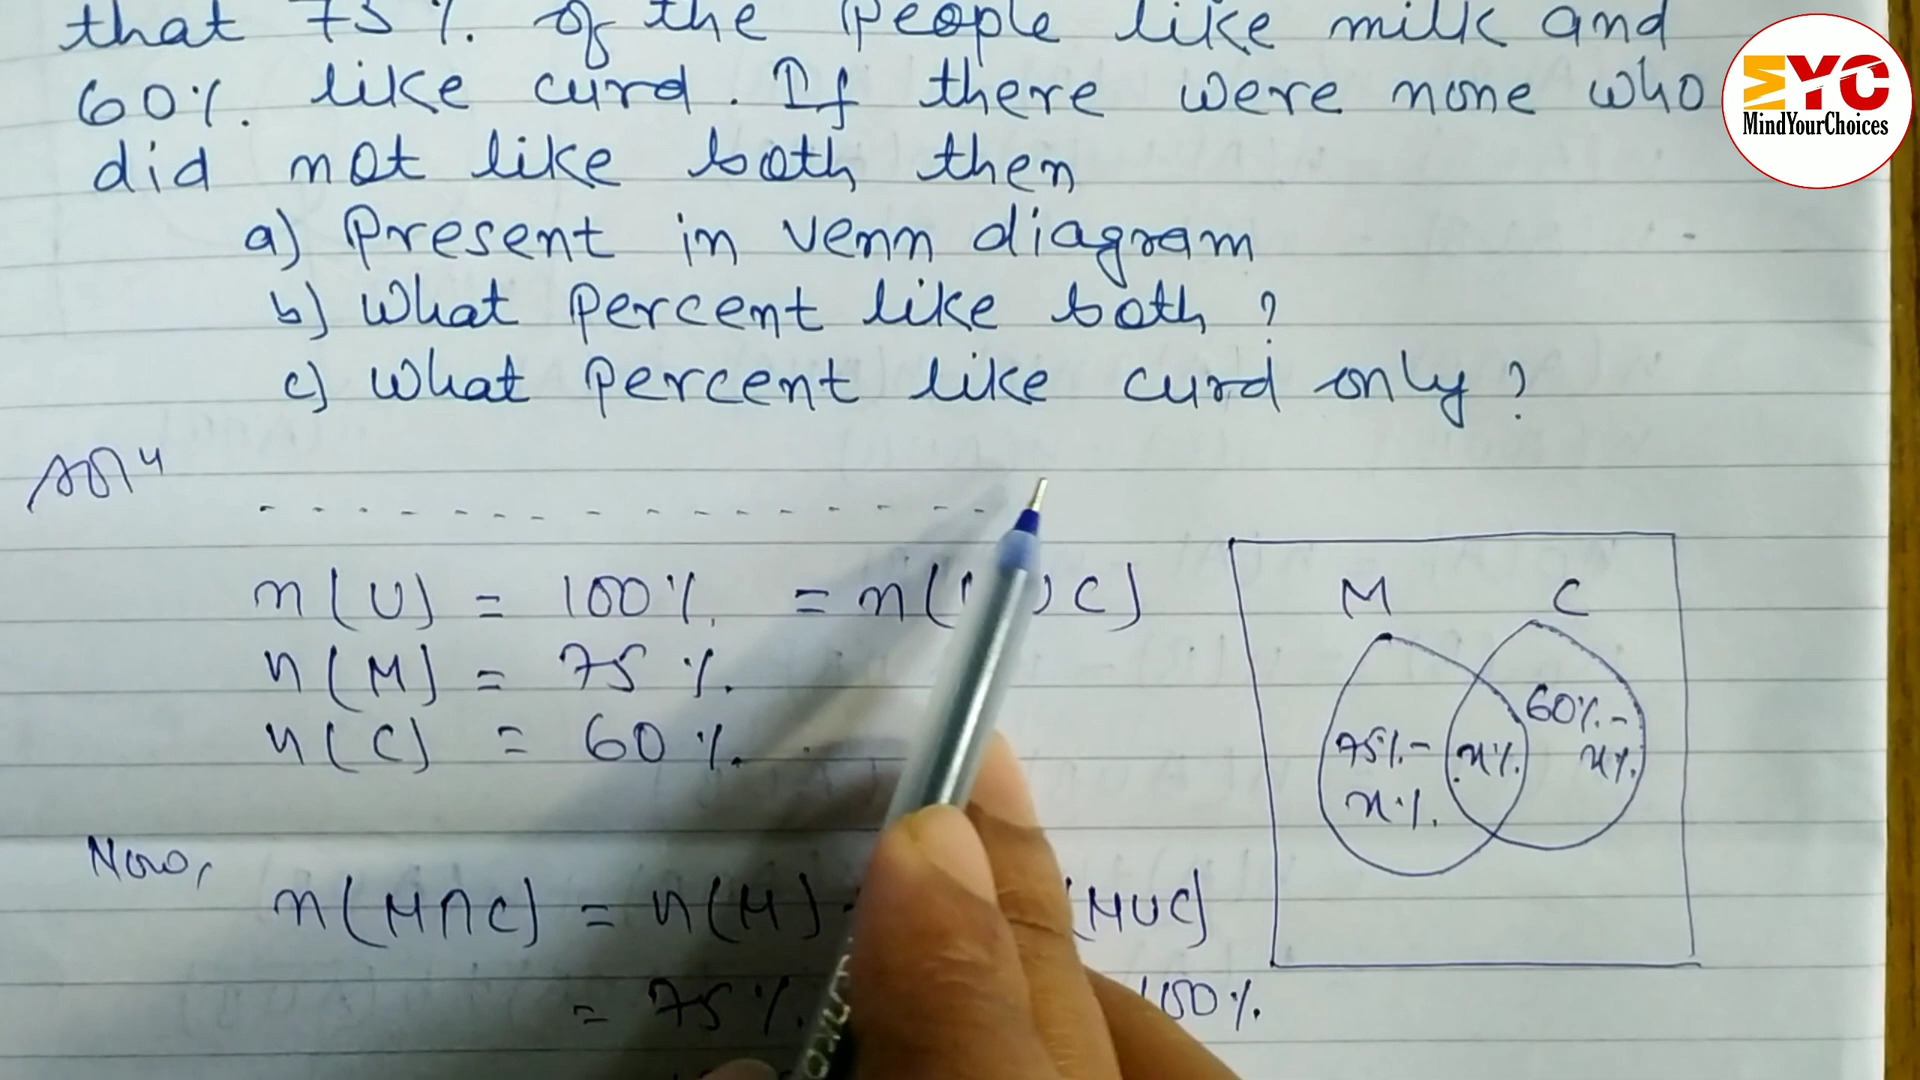 that 75 % of the people like milk and
60%. like curd. If there were none who
did not like both then
a) Present in venn diagram
b) What percent like both ?
c) What percent like curd only ?
n(U) = 100% = n( ∪ C)
n(M) = 75 %.
n(C) = 60 %.
Now,
n(M∩C) = n(M) (M∪C)
= 75 %. 100%.
M C
75%- x%. x%. 60%- x%.
MYC
MindYourChoices